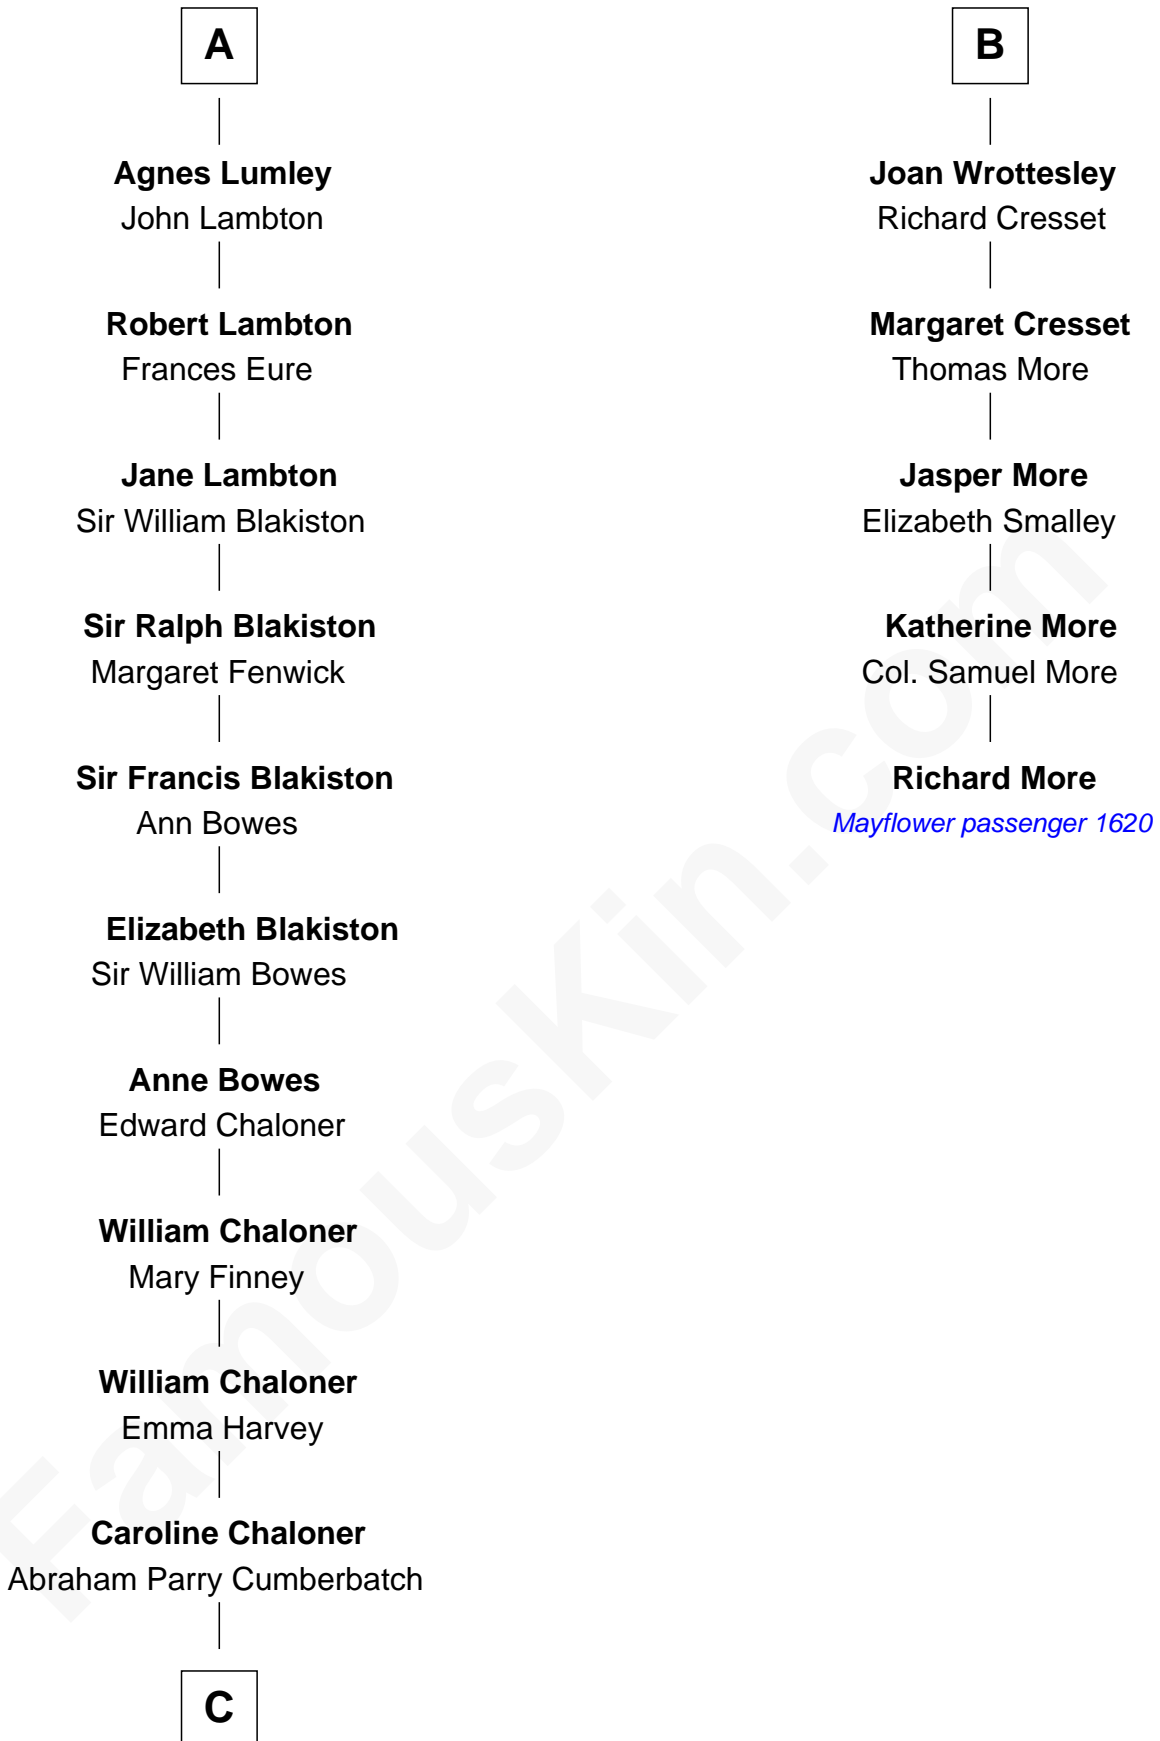 A
Agnes Lumley
John Lambton
Robert Lambton
Frances Eure
Jane Lambton
Sir William Blakiston
Sir Ralph Blakiston
Margaret Fenwick
Sir Francis Blakiston
Ann Bowes
Elizabeth Blakiston
Sir William Bowes
Anne Bowes
Edward Chaloner
William Chaloner
Mary Finney
William Chaloner
Emma Harvey
Caroline Chaloner
Abraham Parry Cumberbatch
C
B
Joan Wrottesley
Richard Cresset
Margaret Cresset
Thomas More
Jasper More
Elizabeth Smalley
Katherine More
Col. Samuel More
Richard More
Mayflower passenger 1620
FamousKin.com